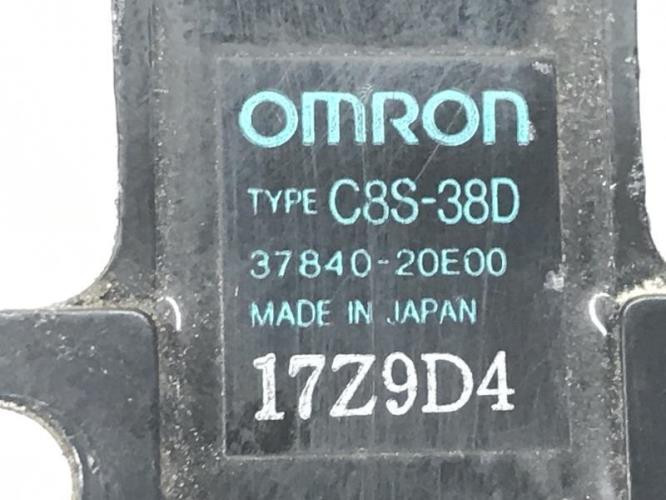 OMRON
TYPE C8S-38D
37840-20E00
MADE IN JAPAN
17Z9D4